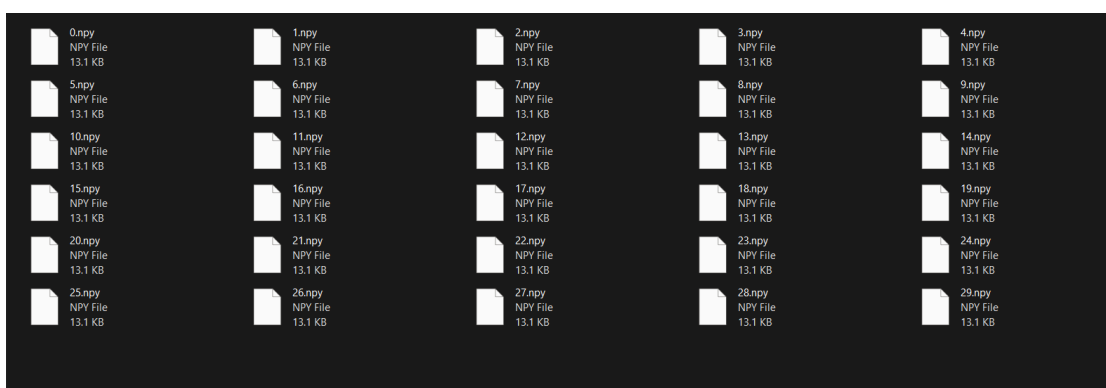 0.npy
NPY File
13.1 KB
1.npy
NPY File
13.1 KB
2.npy
NPY File
13.1 KB
3.npy
NPY File
13.1 KB
4.npy
NPY File
13.1 KB
5.npy
NPY File
13.1 KB
6.npy
NPY File
13.1 KB
7.npy
NPY File
13.1 KB
8.npy
NPY File
13.1 KB
9.npy
NPY File
13.1 KB
10.npy
NPY File
13.1 KB
11.npy
NPY File
13.1 KB
12.npy
NPY File
13.1 KB
13.npy
NPY File
13.1 KB
14.npy
NPY File
13.1 KB
15.npy
NPY File
13.1 KB
16.npy
NPY File
13.1 KB
17.npy
NPY File
13.1 KB
18.npy
NPY File
13.1 KB
19.npy
NPY File
13.1 KB
20.npy
NPY File
13.1 KB
21.npy
NPY File
13.1 KB
22.npy
NPY File
13.1 KB
23.npy
NPY File
13.1 KB
24.npy
NPY File
13.1 KB
25.npy
NPY File
13.1 KB
26.npy
NPY File
13.1 KB
27.npy
NPY File
13.1 KB
28.npy
NPY File
13.1 KB
29.npy
NPY File
13.1 KB